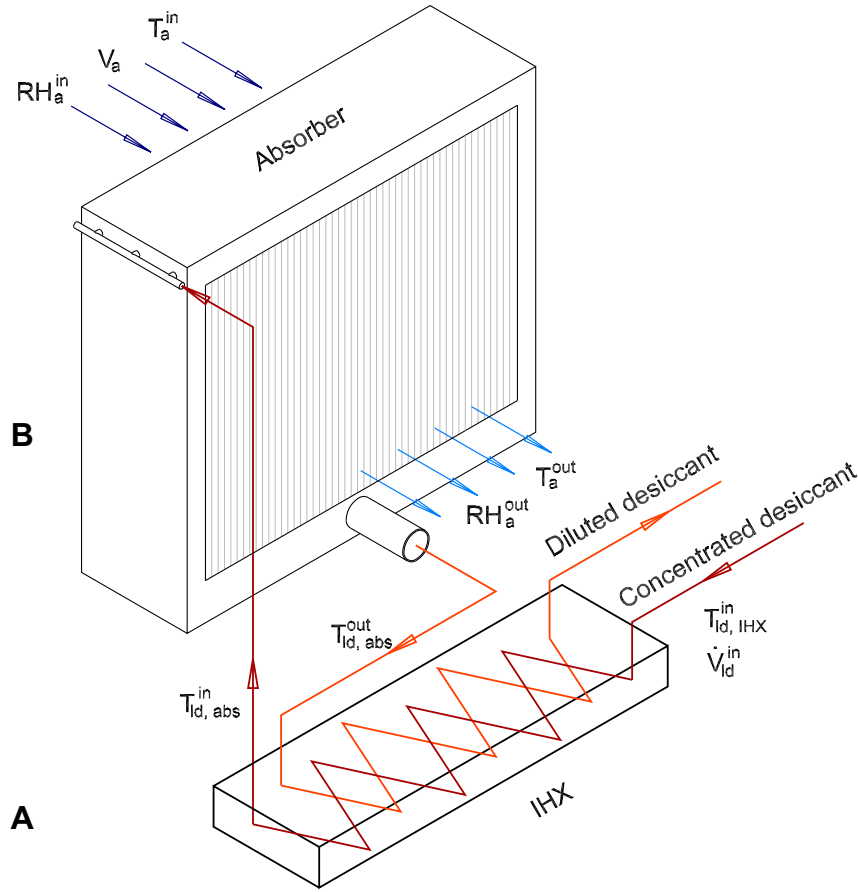 T_a^in
V_a
RH_a^in
Absorber
B
T_a^out
RH_a^out
Diluted desiccant
Concentrated desiccant
T_ld, IHX^in
V̇_ld^in
T_ld, abs^out
T_ld, abs^in
IHX
A